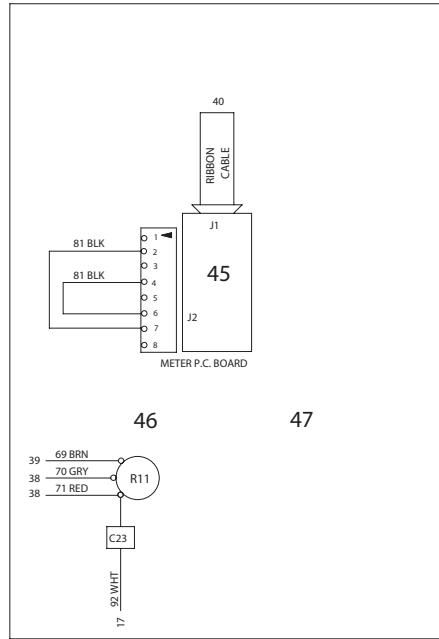 40
RIBBON
CABLE
J1
1
81 BLK
2
3
45
81 BLK
4
5
6
J2
7
8
METER P.C. BOARD
46
47
39
69 BRN
38
70 GRY
R11
38
71 RED
C23
92 WHT
17